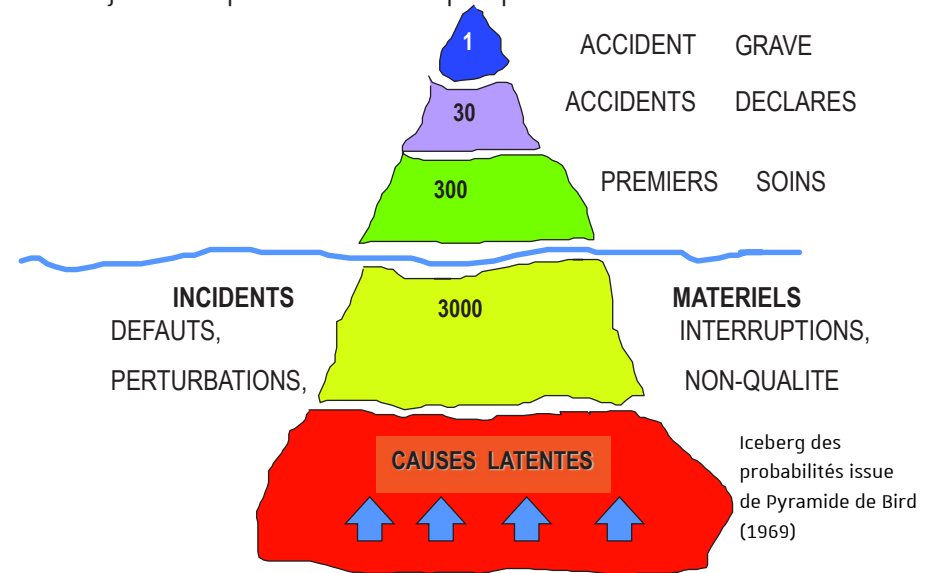 1
ACCIDENT GRAVE
30
ACCIDENTS DECLARES
300
PREMIERS SOINS
INCIDENTS 3000 MATERIELS
DEFAUTS, INTERRUPTIONS,
PERTURBATIONS, NON-QUALITE
CAUSES LATENTES
Iceberg des
probabilités issue
de Pyramide de Bird
(1969)